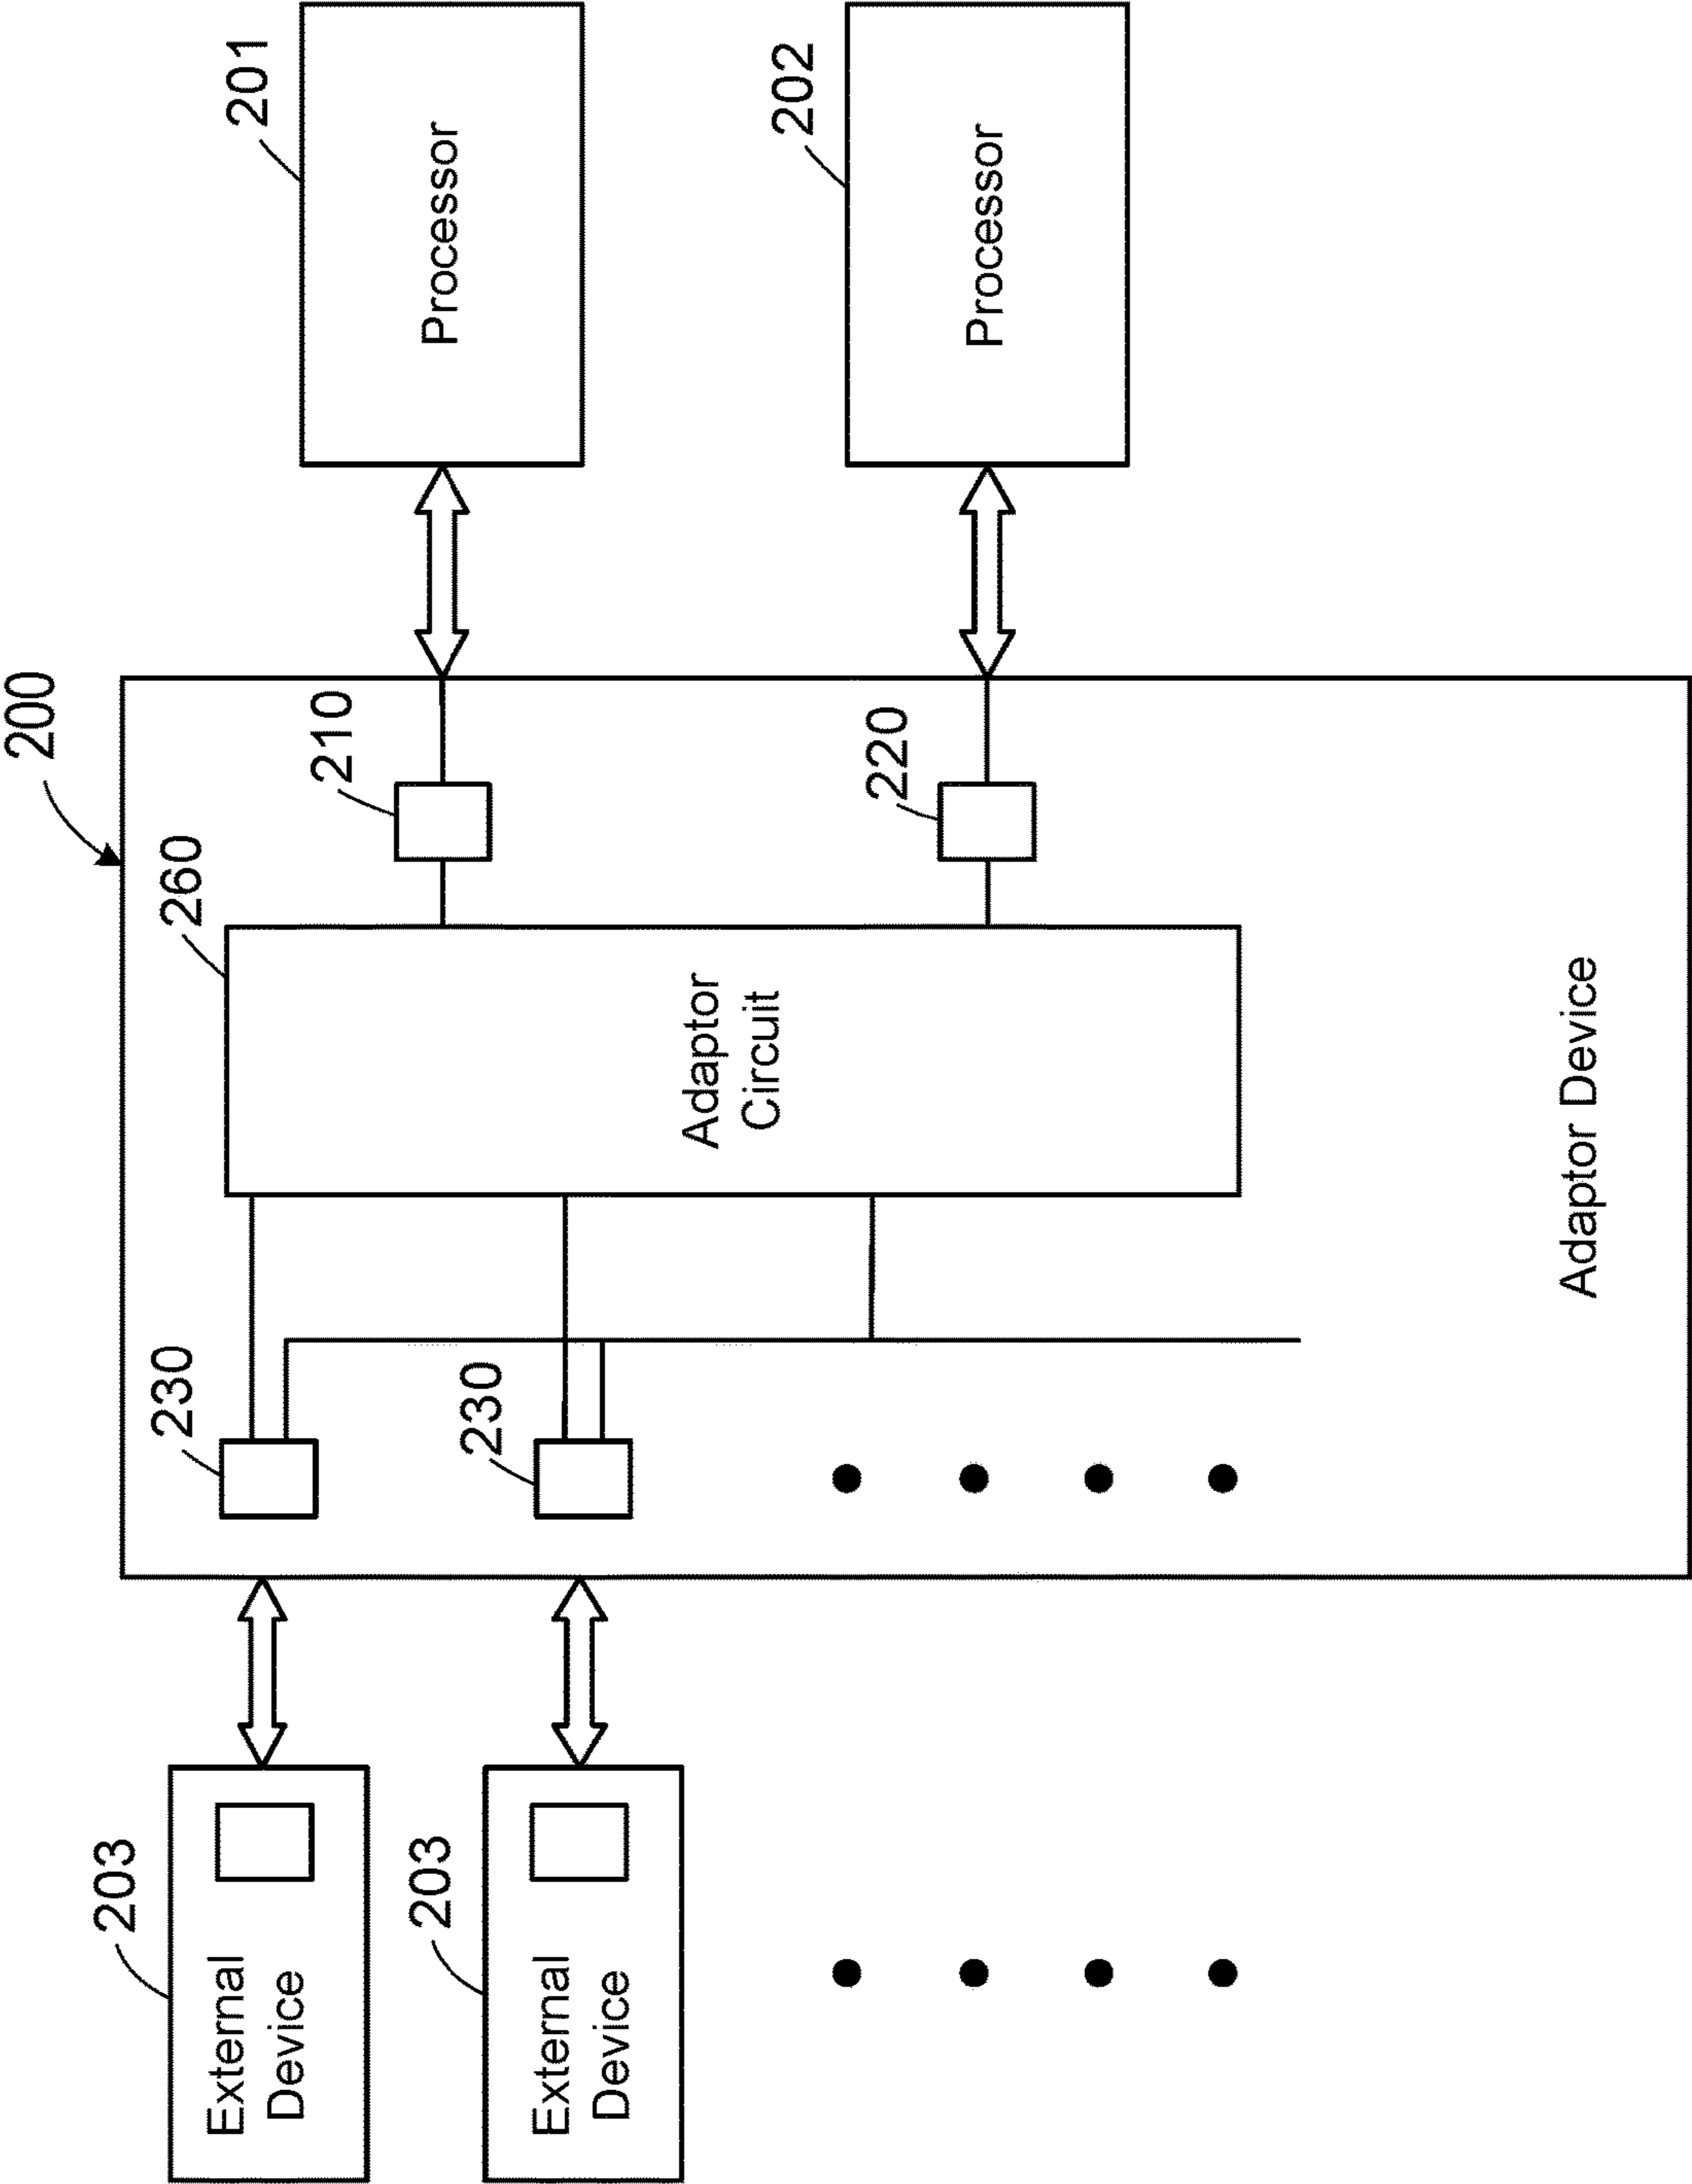 200
201
Processor
202
Processor
210
220
260
Adaptor
Circuit
230
230
Adaptor Device
203
External
Device
203
External
Device